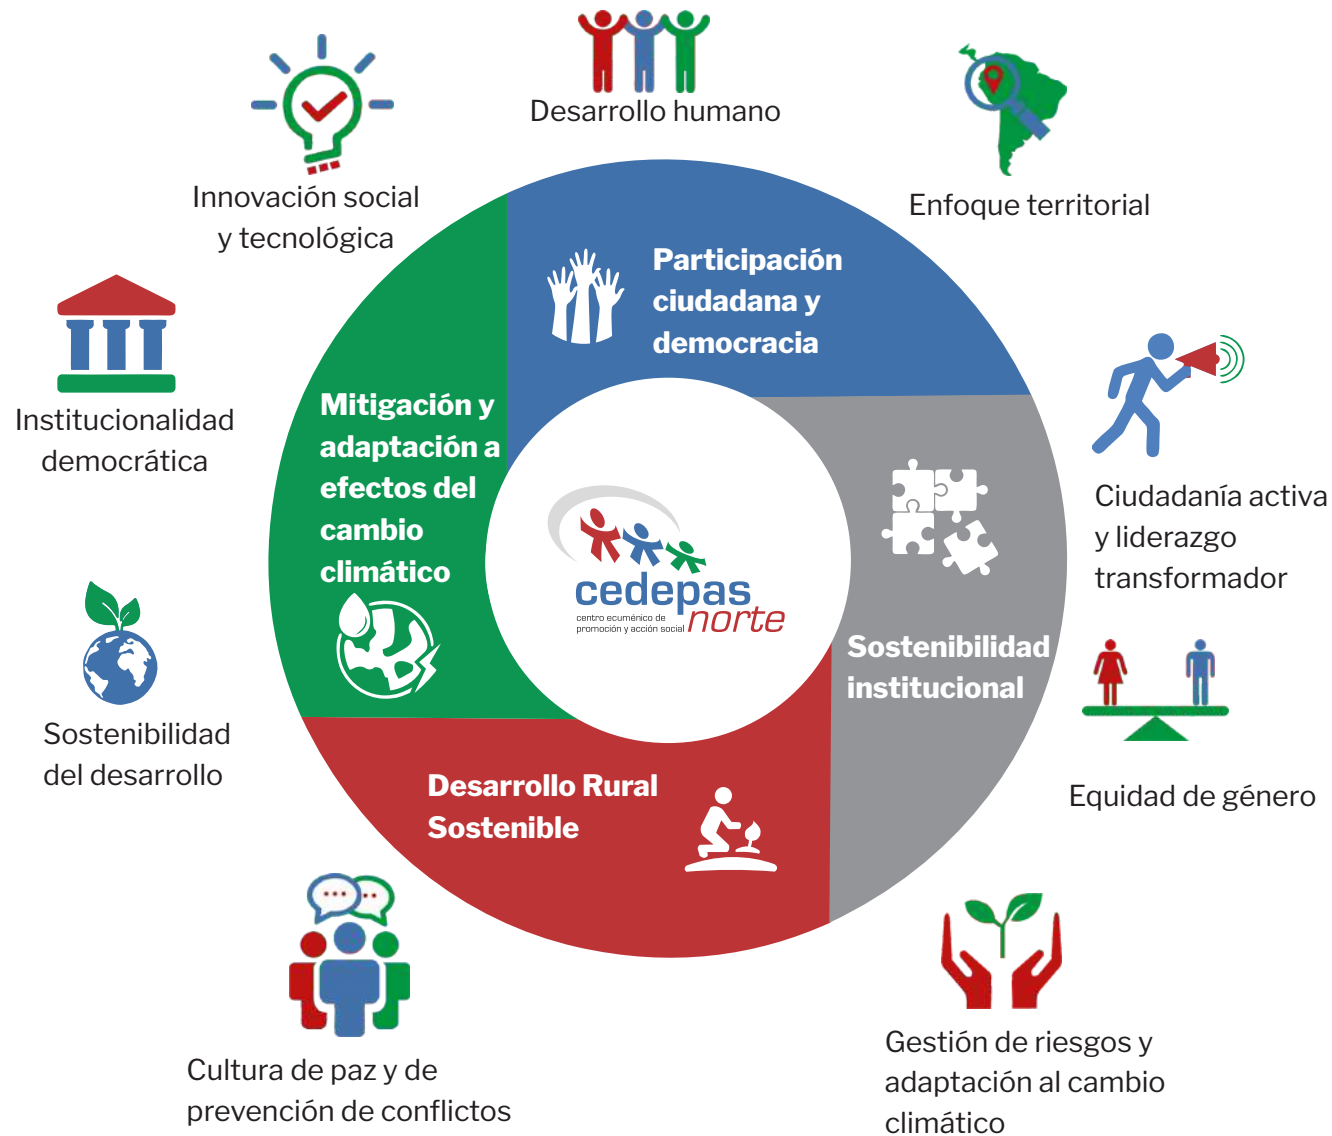 Desarrollo humano
Innovación social
y tecnológica
Enfoque territorial
Participación
ciudadana y
democracia
Mitigación y
adaptación a
efectos del
cambio
climático
Institucionalidad
democrática
Ciudadanía activa
y liderazgo
transformador
cedepas
centro ecuménico de
promoción y acción social
norte
Sostenibilidad
institucional
Sostenibilidad
del desarrollo
Equidad de género
Desarrollo Rural
Sostenible
Cultura de paz y de
prevención de conflictos
Gestión de riesgos y
adaptación al cambio
climático